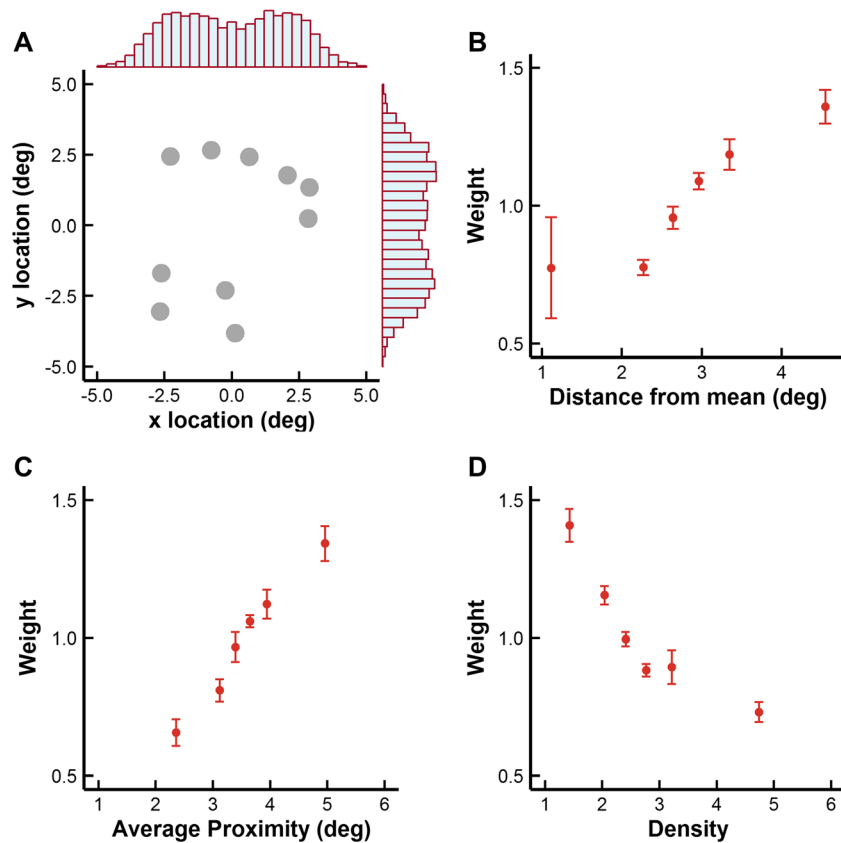 A
5.0
2.5
0.0
-2.5
-5.0
y location (deg)
-5.0 -2.5 0.0 2.5 5.0
x location (deg)
B
1.5
1.0
0.5
Weight
1 2 3 4
Distance from mean (deg)
C
1.5
1.0
0.5
Weight
1 2 3 4 5 6
Average Proximity (deg)
D
1.5
1.0
0.5
Weight
1 2 3 4 5 6
Density